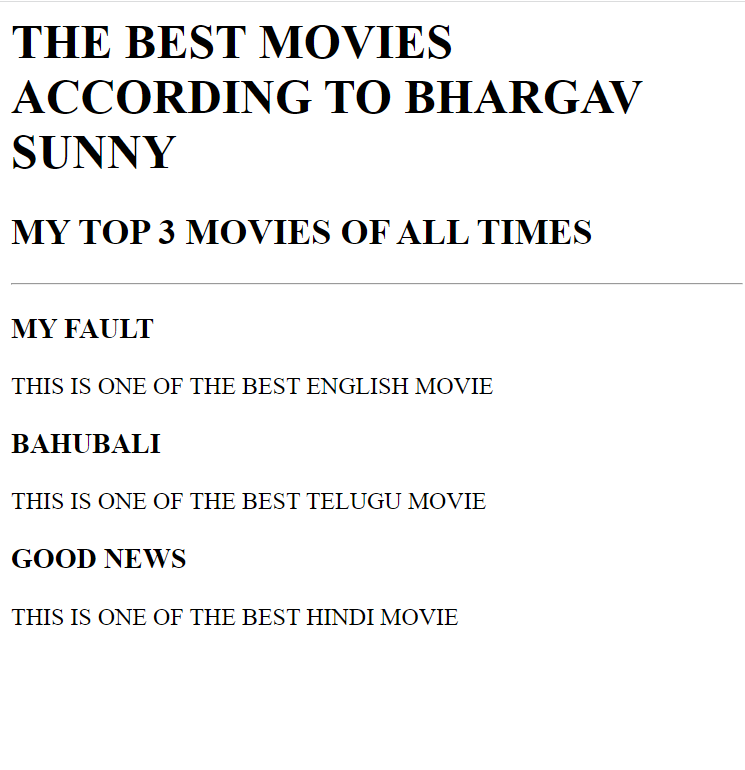 THE BEST MOVIES
ACCORDING TO BHARGAV
SUNNY
MY TOP 3 MOVIES OF ALL TIMES
MY FAULT
THIS IS ONE OF THE BEST ENGLISH MOVIE
BAHUBALI
THIS IS ONE OF THE BEST TELUGU MOVIE
GOOD NEWS
THIS IS ONE OF THE BEST HINDI MOVIE